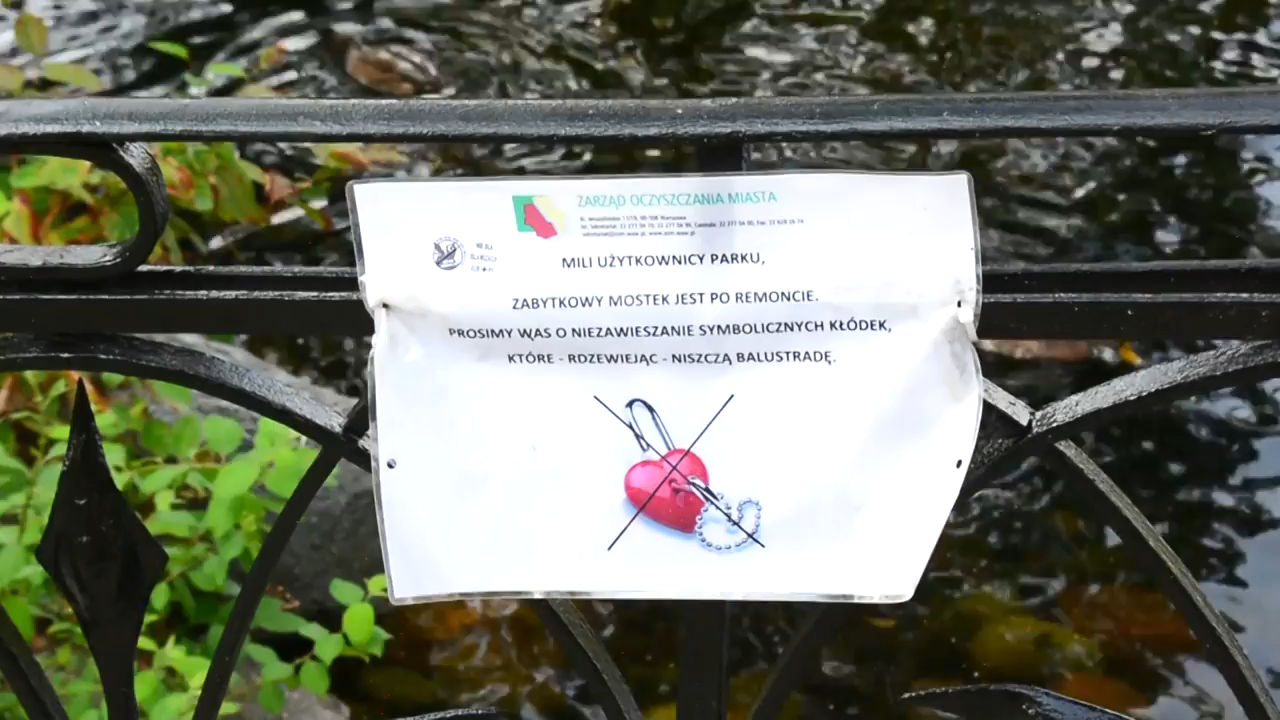 ZARZĄD OCZYSZCZANIA MIASTA
MILI UŻYTKOWNICY PARKU,
ZABYTKOWY MOSTEK JEST PO REMONCIE.
PROSIMY WAS O NIEZAWIESZANIE SYMBOLICZNYCH KŁÓDEK,
KTÓRE - RDZEWIEJĄC - NISZCZĄ BALUSTRADĘ.